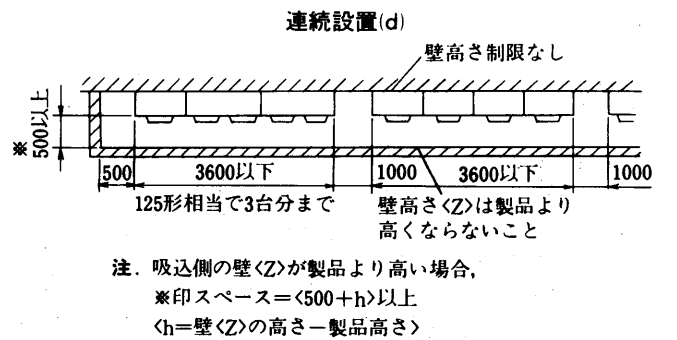 連続設置(d)
壁高さ制限なし
※
500以上
500
3600以下
1000
3600以下
1000
125形相当で3台分まで
壁高さ<Z>は製品より
高くならないこと
注. 吸込側の壁<Z>が製品より高い場合,
※印スペース=<500+h>以上
<h=壁<Z>の高さ−製品高さ>